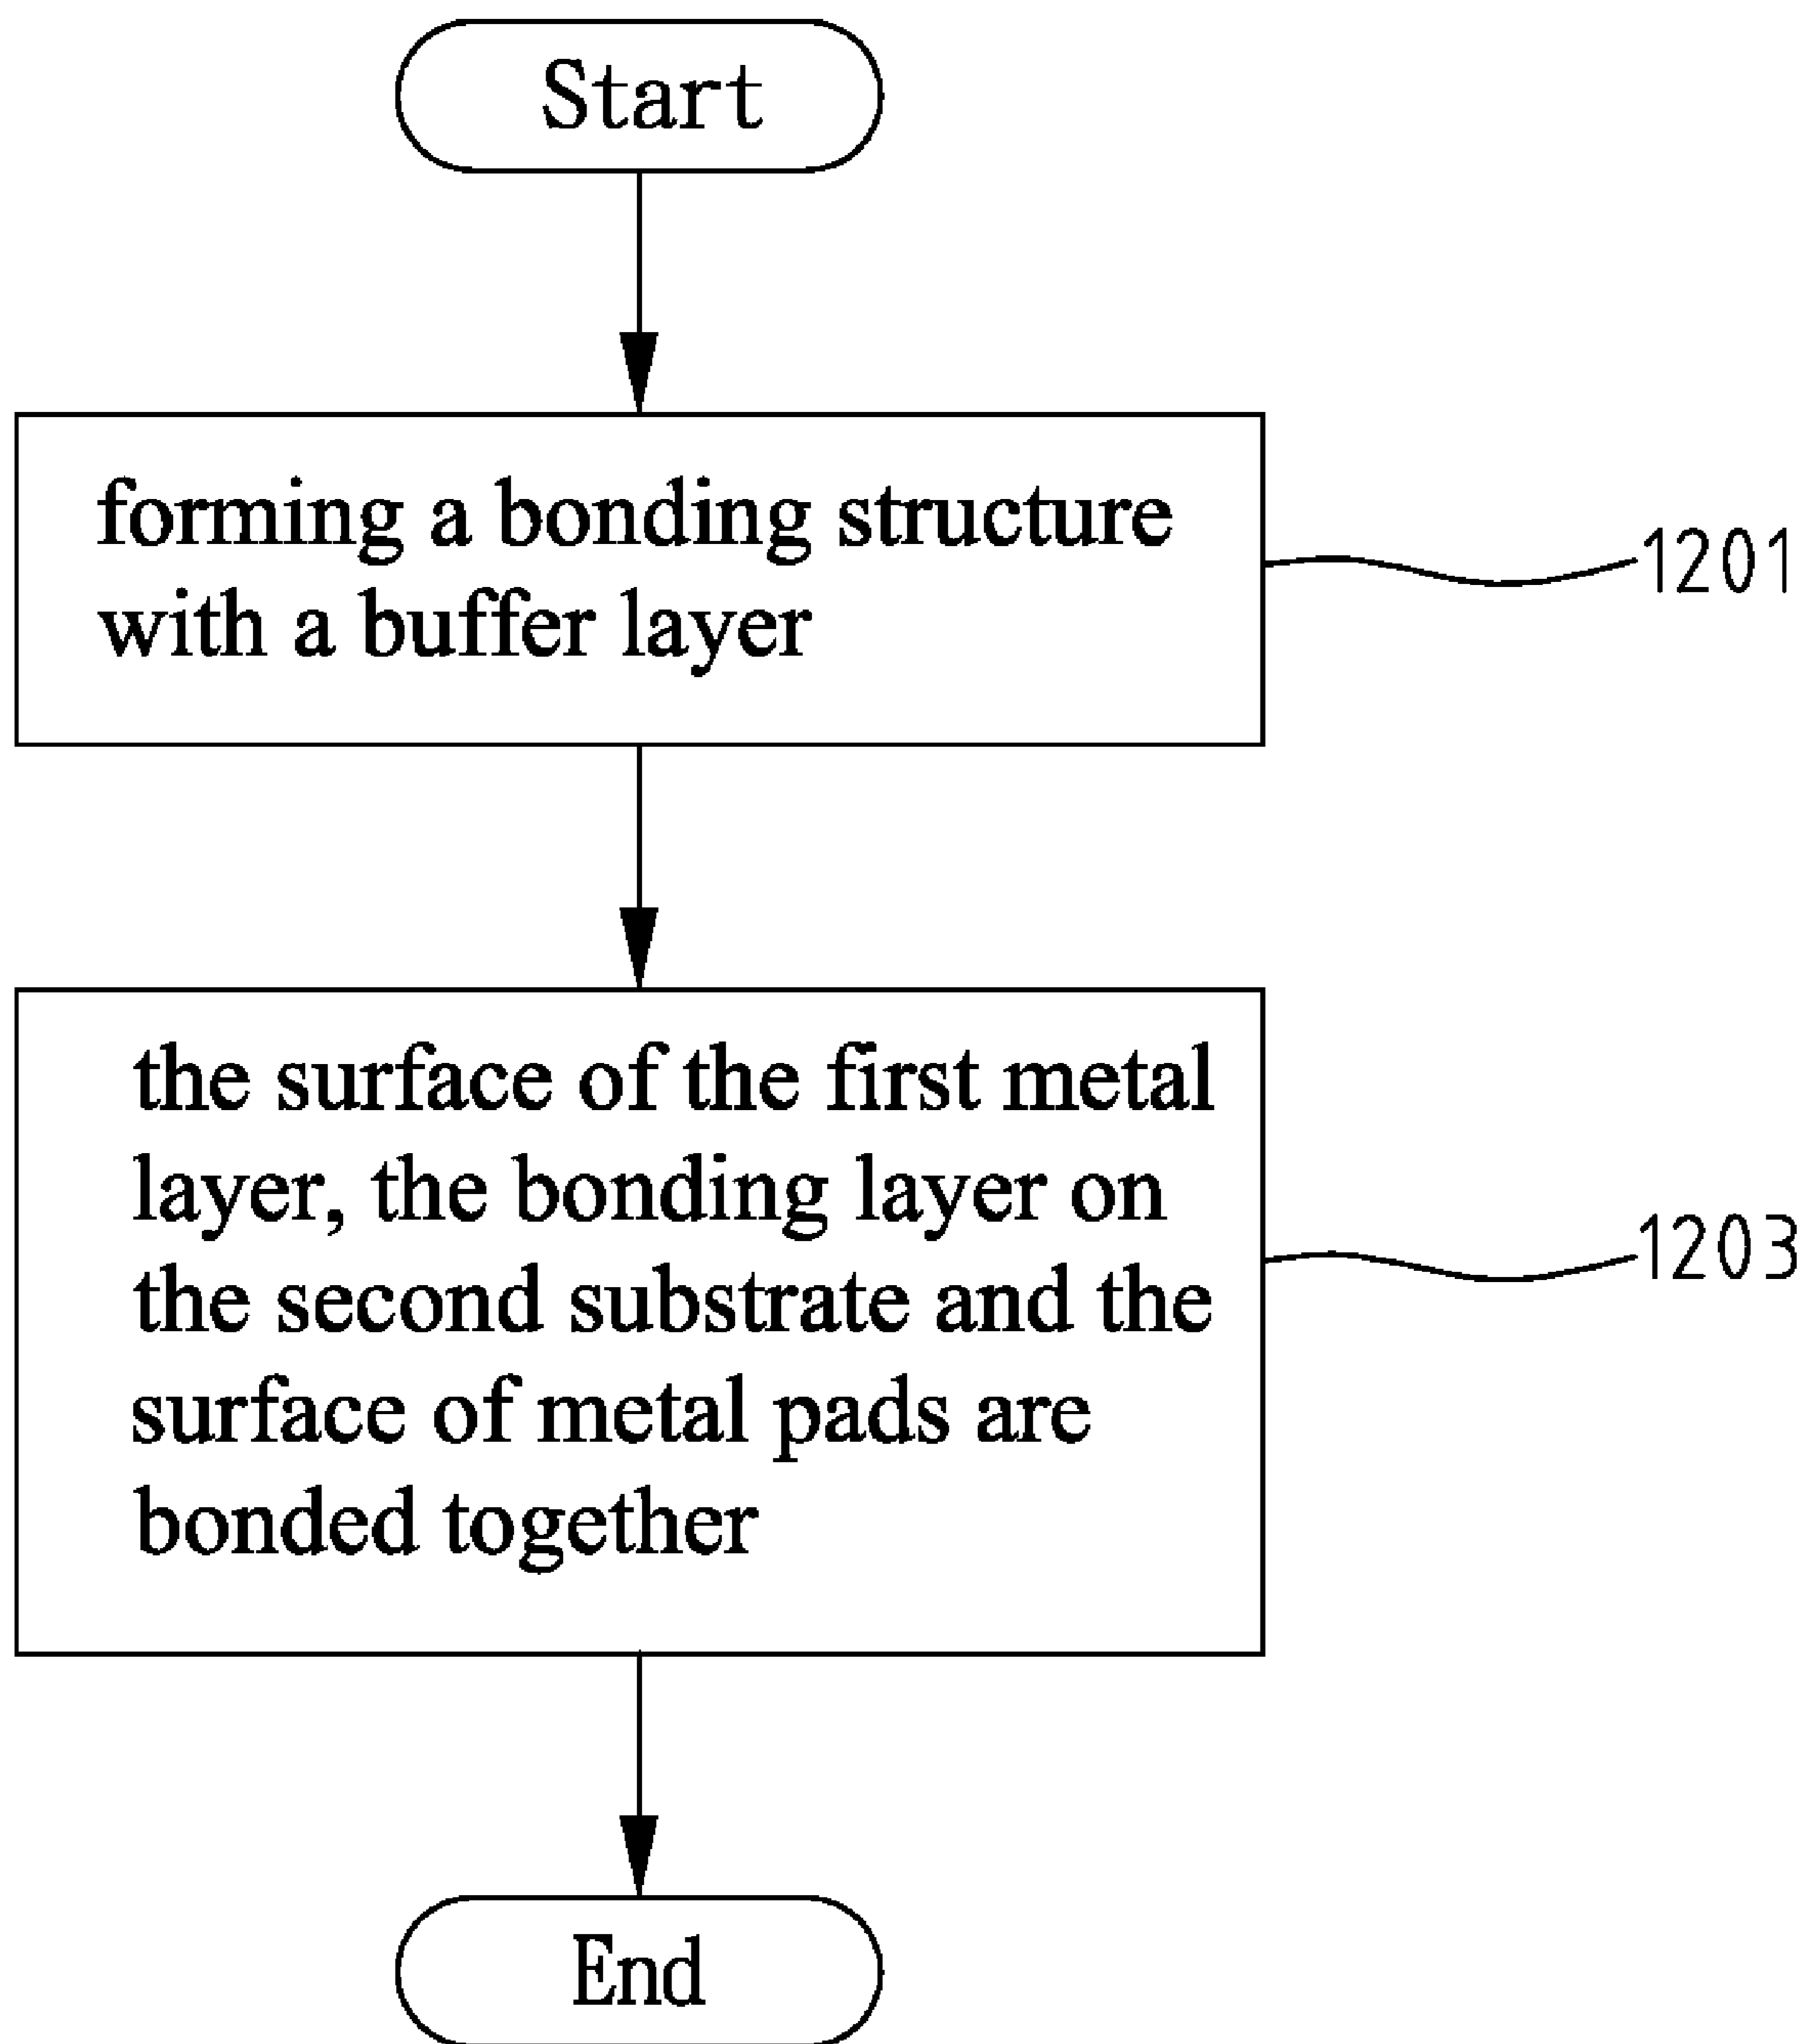 Start
forming a bonding structure
with a buffer layer
1201
the surface of the first metal
layer, the bonding layer on
the second substrate and the
surface of metal pads are
bonded together
1203
End